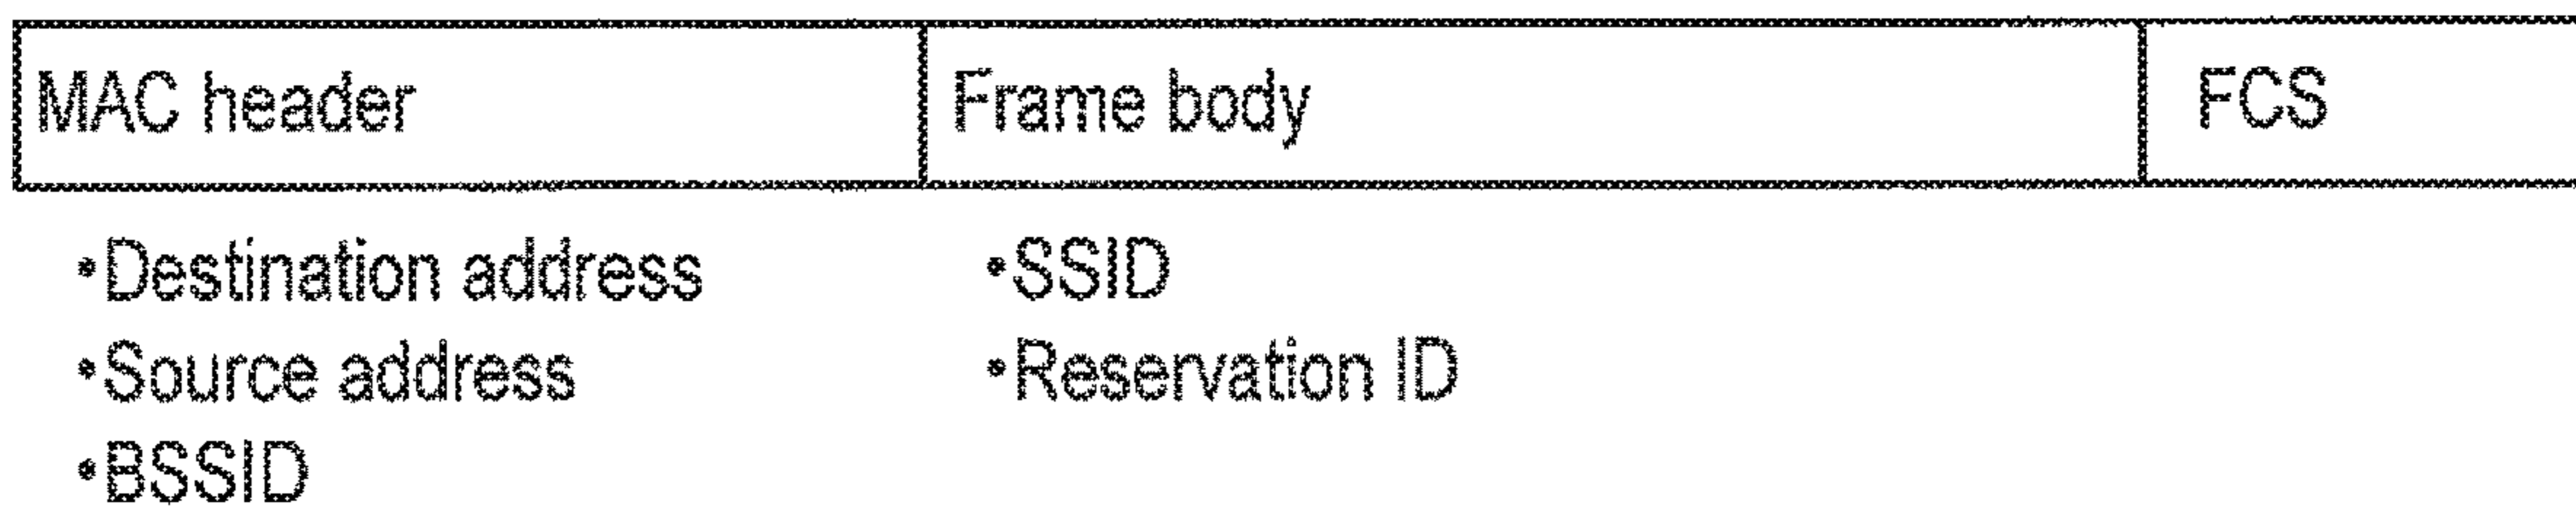 MAC header Frame body FCS
•Destination address •SSID
•Source address •Reservation ID
•BSSID